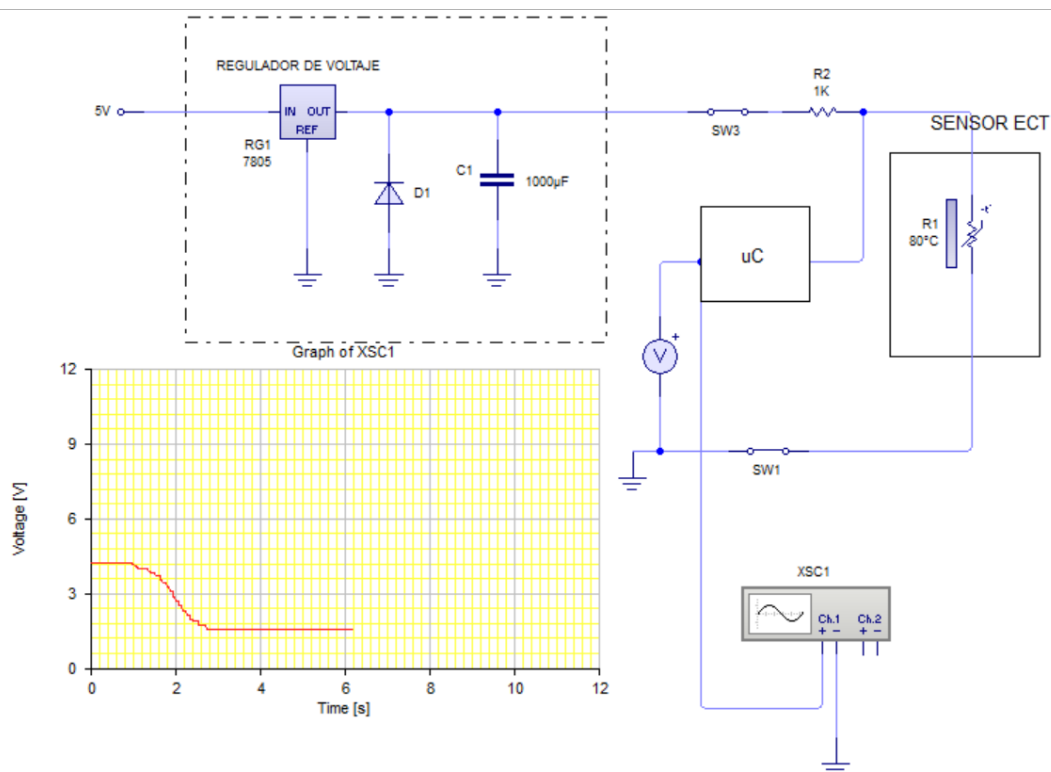 REGULADOR DE VOLTAJE
5V
IN OUT
REF
RG1
7805
D1
C1
1000µF
SW3
R2
1K
SENSOR ECT
R1
80°C
-t°
uC
V
+
SW1
Graph of XSC1
12
9
6
3
0
Voltage [V]
0 2 4 6 8 10 12
Time [s]
XSC1
Ch.1 Ch.2
+ - + -